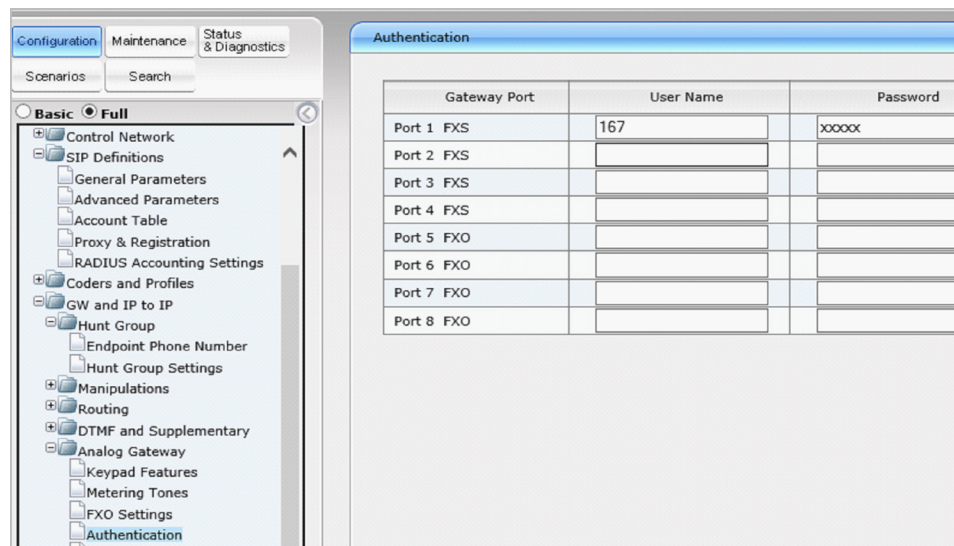 Configuration Maintenance Status & Diagnostics
Scenarios Search
Basic Full
Control Network
SIP Definitions
General Parameters
Advanced Parameters
Account Table
Proxy & Registration
RADIUS Accounting Settings
Coders and Profiles
GW and IP to IP
Hunt Group
Endpoint Phone Number
Hunt Group Settings
Manipulations
Routing
DTMF and Supplementary
Analog Gateway
Keypad Features
Metering Tones
FXO Settings
Authentication
Authentication
Gateway Port User Name Password
Port 1 FXS 167 xxxxx
Port 2 FXS
Port 3 FXS
Port 4 FXS
Port 5 FXO
Port 6 FXO
Port 7 FXO
Port 8 FXO